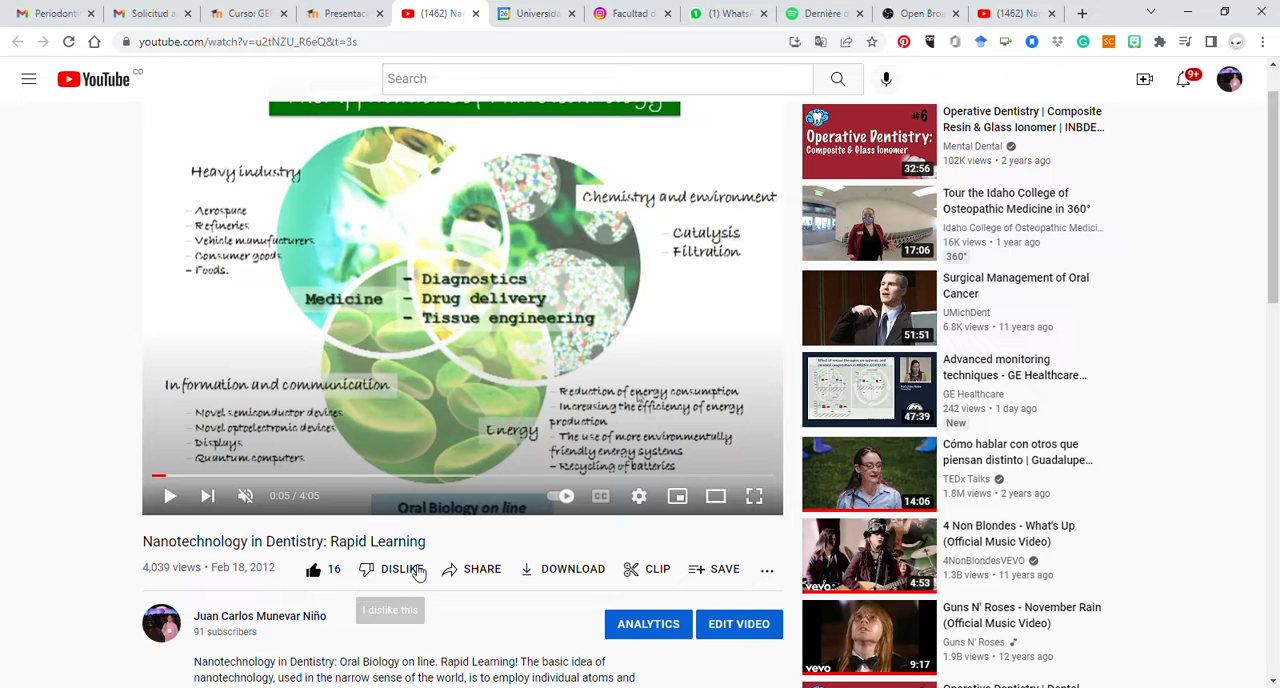 Periodonti
Solicitud a
Curso: GEF
Presentaci
(1462) Na
Universida
Facultad d
(1) Whats
Dernière d
Open Bro
(1462) Na
youtube.com/watch?v=u2tNZU_R6eQ&t=3s
YouTube CO
Search
9+
Heavy industry
- Aerospace
- Refineries
- Vehicle manufacturers
- Consumer goods
- Foods.
Chemistry and environment
- Catalysis
- Filtration
Medicine
- Diagnostics
- Drug delivery
- Tissue engineering
Information and communication
- Novel semiconductor devices
- Novel optoelectronic devices
- Displays
- Quantum computers
Energy
- Reduction of energy consumption
- Increasing the efficiency of energy
production
- The use of more environmentally
friendly energy systems
- Recycling of batteries
Oral Biology on line
0:05 / 4:05
CC
Nanotechnology in Dentistry: Rapid Learning
4,039 views • Feb 18, 2012
16
DISLIKE
SHARE
DOWNLOAD
CLIP
SAVE
I dislike this
Juan Carlos Munevar Niño
91 subscribers
ANALYTICS
EDIT VIDEO
Nanotechnology in Dentistry: Oral Biology on line. Rapid Learning! The basic idea of
nanotechnology, used in the narrow sense of the world, is to employ individual atoms and
#6
Operative Dentistry:
Composite & Glass Ionomer
32:56
Operative Dentistry | Composite
Resin & Glass Ionomer | INBDE...
Mental Dental
102K views • 2 years ago
17:06
Tour the Idaho College of
Osteopathic Medicine in 360°
Idaho College of Osteopathic Medici...
16K views • 1 year ago
360°
51:51
Surgical Management of Oral
Cancer
UMichDent
6.8K views • 11 years ago
47:39
Advanced monitoring
techniques - GE Healthcare...
GE Healthcare
242 views • 1 day ago
New
14:06
Cómo hablar con otros que
piensan distinto | Guadalupe...
TEDx Talks
1.8M views • 2 years ago
vevo
4:53
4 Non Blondes - What's Up
(Official Music Video)
4NonBlondesVEVO
1.3B views • 11 years ago
vevo
9:17
Guns N' Roses - November Rain
(Official Music Video)
Guns N' Roses
1.9B views • 12 years ago
Operative Dentistry | Dental